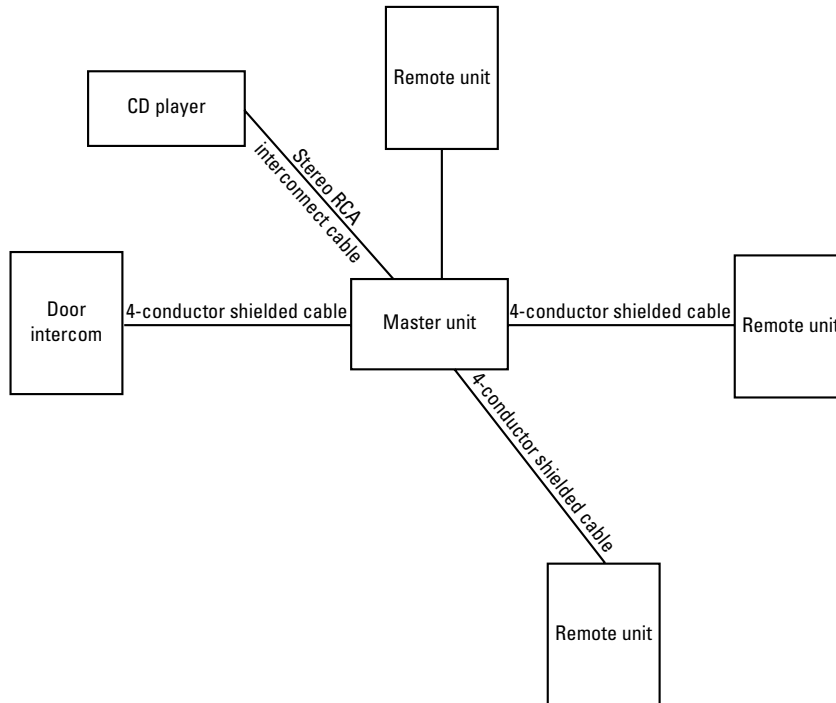 Remote unit
CD player
Stereo RCA
interconnect cable
Door
intercom
4-conductor shielded cable
Master unit
4-conductor shielded cable
Remote unit
4-conductor shielded cable
Remote unit